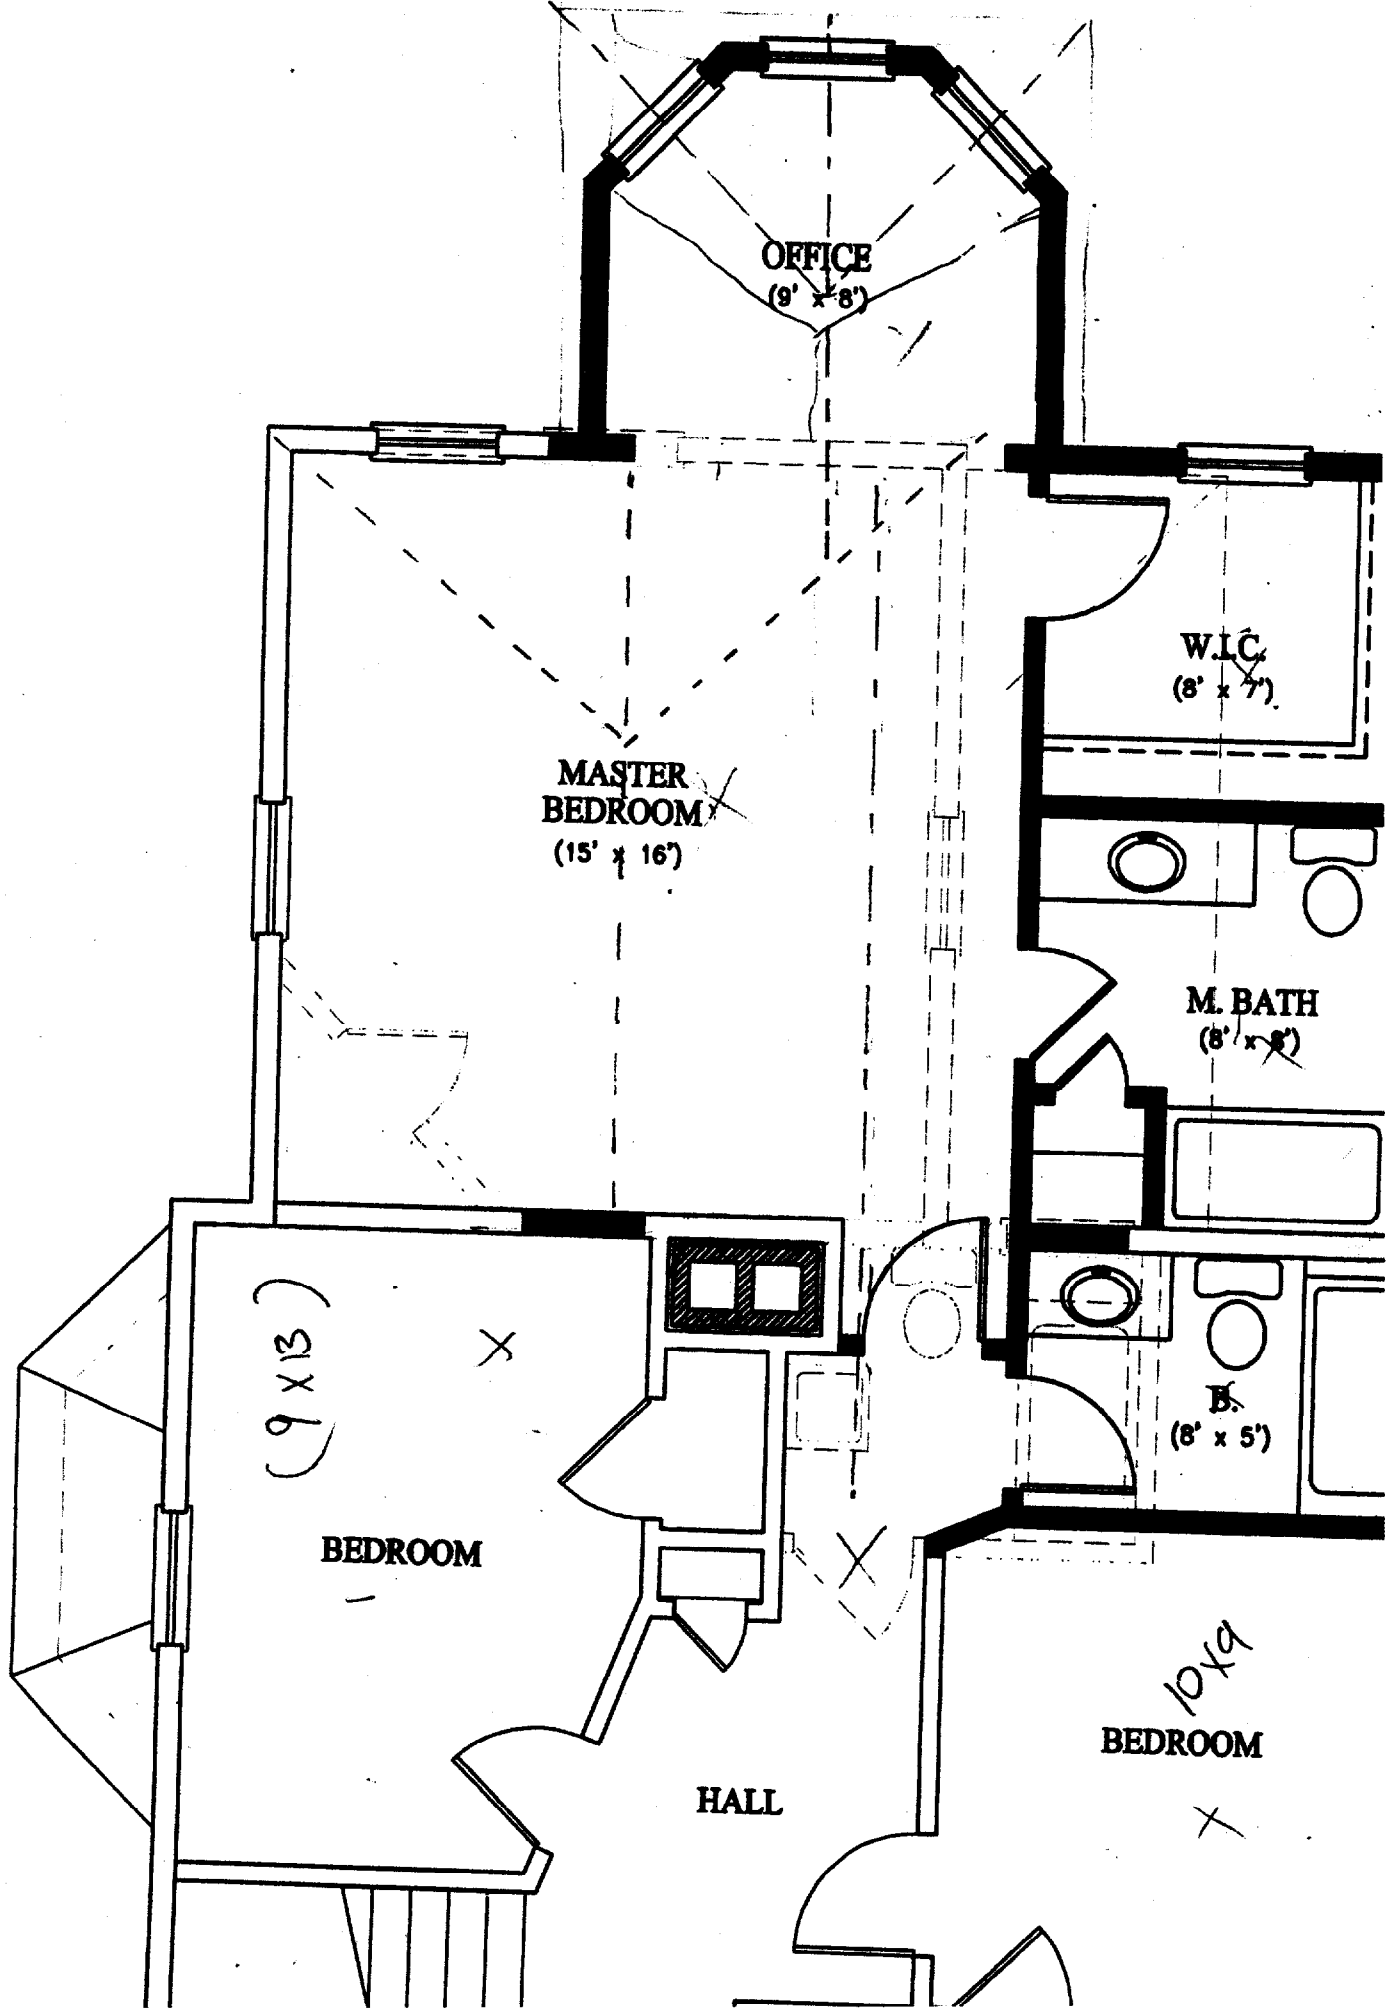 OFFICE
(9' x 8')
W.I.C.
(8' x 7')
MASTER
BEDROOM
(15' x 16')
M. BATH
(8' x 8')
(9 x 13)
B.
(8' x 5')
BEDROOM
10x9
BEDROOM
HALL